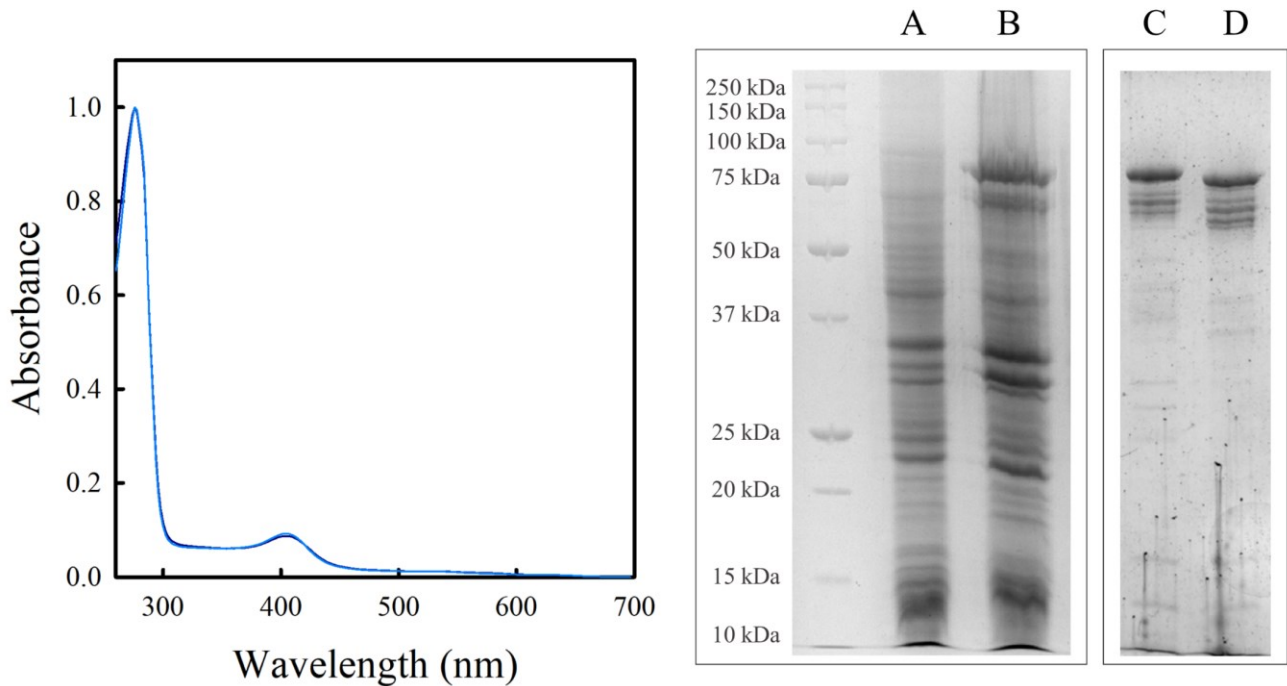 Absorbance
1.0
0.8
0.6
0.4
0.2
0.0
300
400
500
600
700
Wavelength (nm)
A B
C D
250 kDa
150 kDa
100 kDa
75 kDa
50 kDa
37 kDa
25 kDa
20 kDa
15 kDa
10 kDa